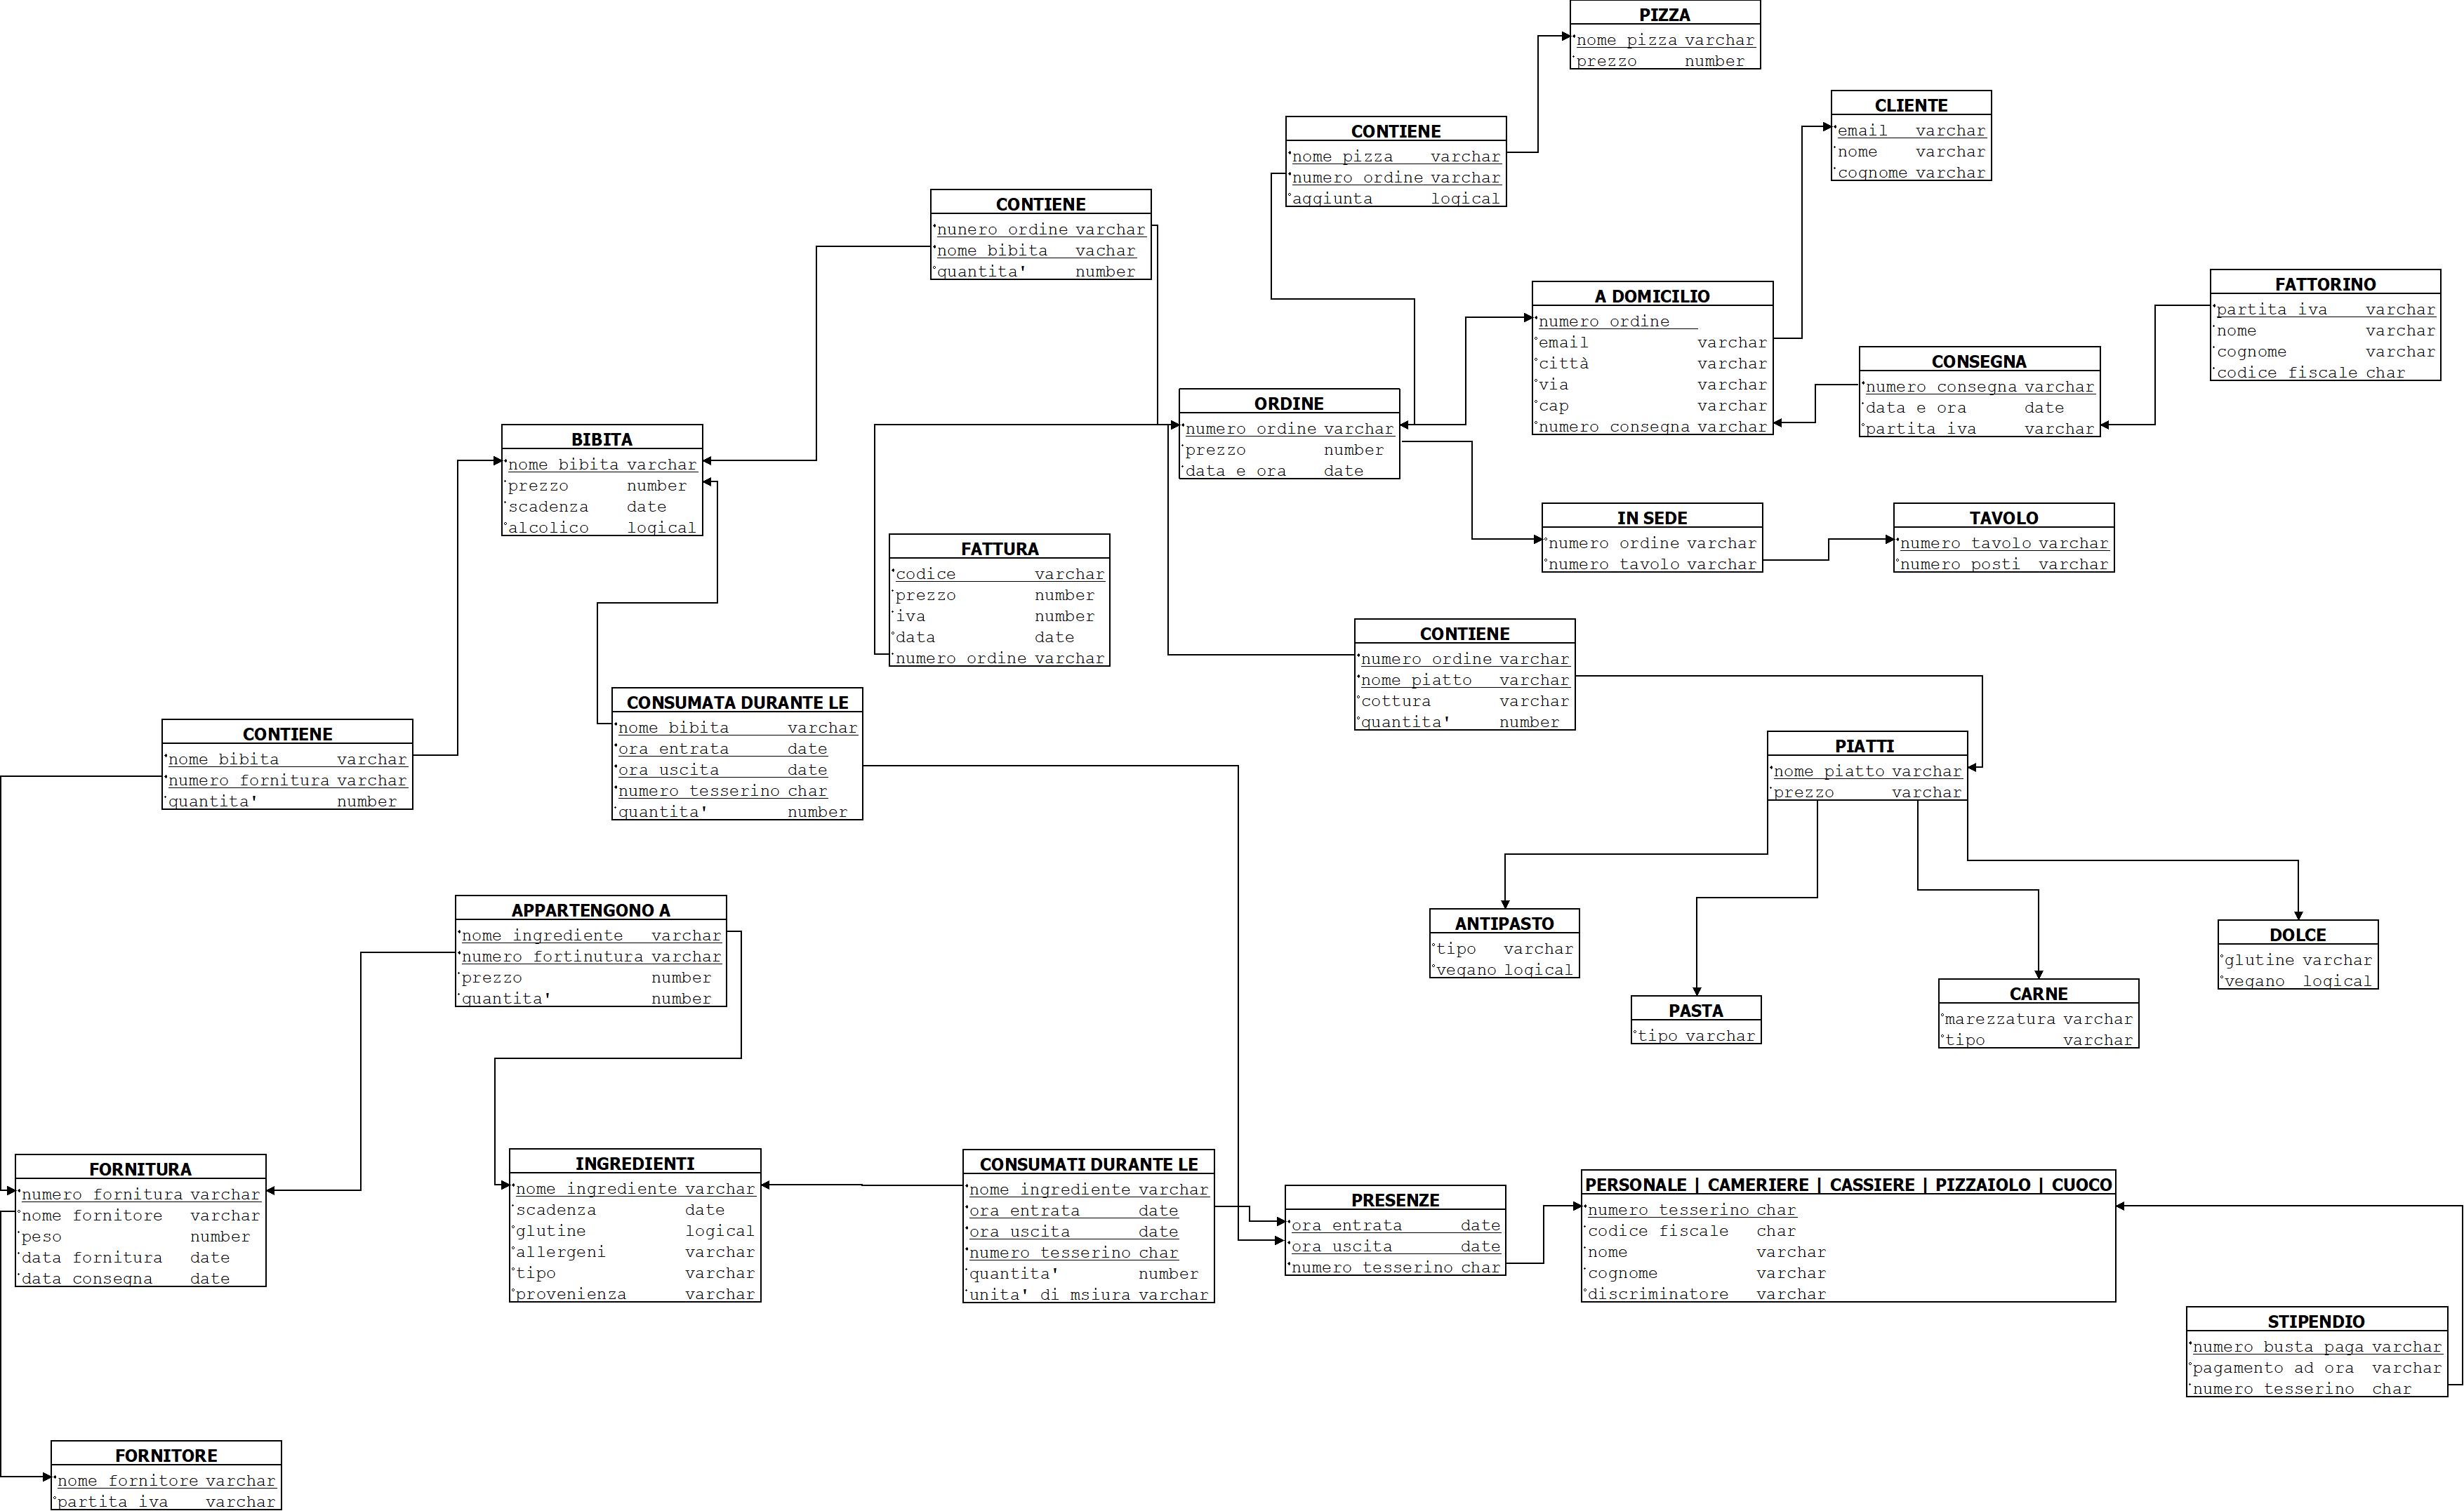 PIZZA
nome pizza varchar
prezzo number
CLIENTE
email varchar
nome varchar
cognome varchar
CONTIENE
nome pizza varchar
numero ordine varchar
aggiunta logical
CONTIENE
nunero ordine varchar
nome bibita vachar
quantita' number
A DOMICILIO
numero ordine
email varchar
città varchar
via varchar
cap varchar
numero consegna varchar
FATTORINO
partita iva varchar
nome varchar
cognome varchar
codice fiscale char
CONSEGNA
numero consegna varchar
data e ora date
partita iva varchar
ORDINE
numero ordine varchar
prezzo number
data e ora date
BIBITA
nome bibita varchar
prezzo number
scadenza date
alcolico logical
IN SEDE
numero ordine varchar
numero tavolo varchar
TAVOLO
numero tavolo varchar
numero posti varchar
FATTURA
codice varchar
prezzo number
iva number
data date
numero ordine varchar
CONTIENE
numero ordine varchar
nome piatto varchar
cottura varchar
quantita' number
CONSUMATA DURANTE LE
nome bibita varchar
ora entrata date
ora uscita date
numero tesserino char
quantita' number
CONTIENE
nome bibita varchar
numero fornitura varchar
quantita' number
PIATTI
nome piatto varchar
prezzo varchar
APPARTENGONO A
nome ingrediente varchar
numero fortinutura varchar
prezzo number
quantita' number
ANTIPASTO
tipo varchar
vegano logical
DOLCE
glutine varchar
vegano logical
PASTA
tipo varchar
CARNE
marezzatura varchar
tipo varchar
FORNITURA
numero fornitura varchar
nome fornitore varchar
peso number
data fornitura date
data consegna date
INGREDIENTI
nome ingrediente varchar
scadenza date
glutine logical
allergeni varchar
tipo varchar
provenienza varchar
CONSUMATI DURANTE LE
nome ingrediente varchar
ora entrata date
ora uscita date
numero tesserino char
quantita' number
unita' di msiura varchar
PRESENZE
ora entrata date
ora uscita date
numero tesserino char
PERSONALE | CAMERIERE | CASSIERE | PIZZAIOLO | CUOCO
numero tesserino char
codice fiscale char
nome varchar
cognome varchar
discriminatore varchar
STIPENDIO
numero busta paga varchar
pagamento ad ora varchar
numero tesserino char
FORNITORE
nome fornitore varchar
partita iva varchar